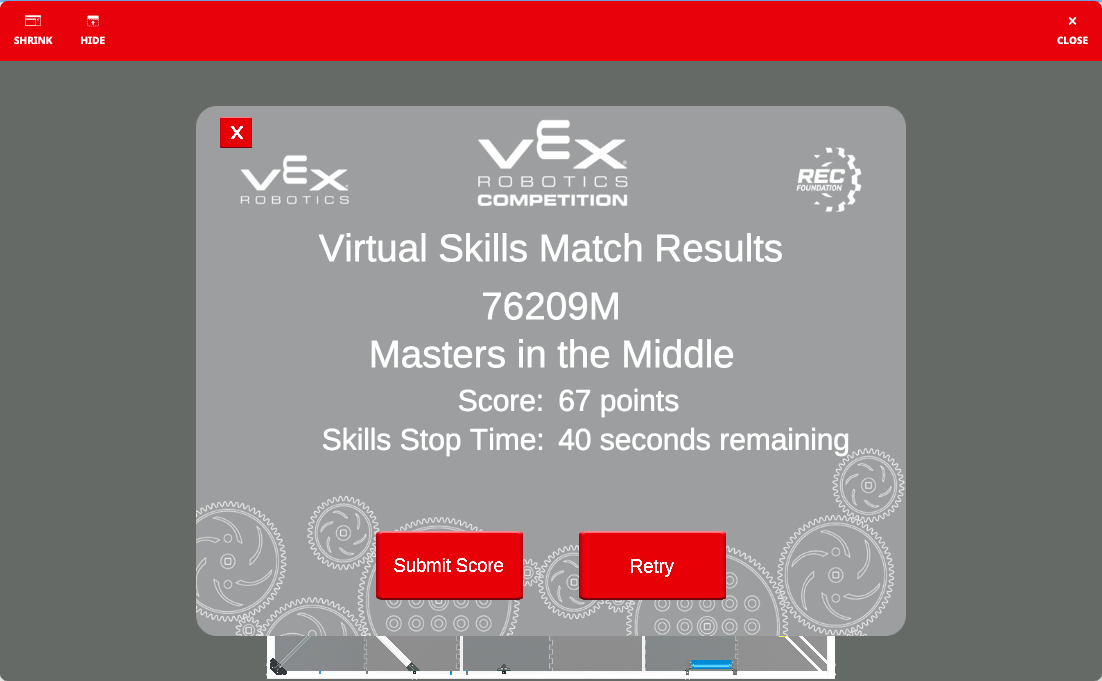 SHRINK
HIDE
CLOSE
X
VEX
ROBOTICS
VEX
ROBOTICS
COMPETITION
REC
FOUNDATION
Virtual Skills Match Results
76209M
Masters in the Middle
Score: 67 points
Skills Stop Time: 40 seconds remaining
Submit Score
Retry